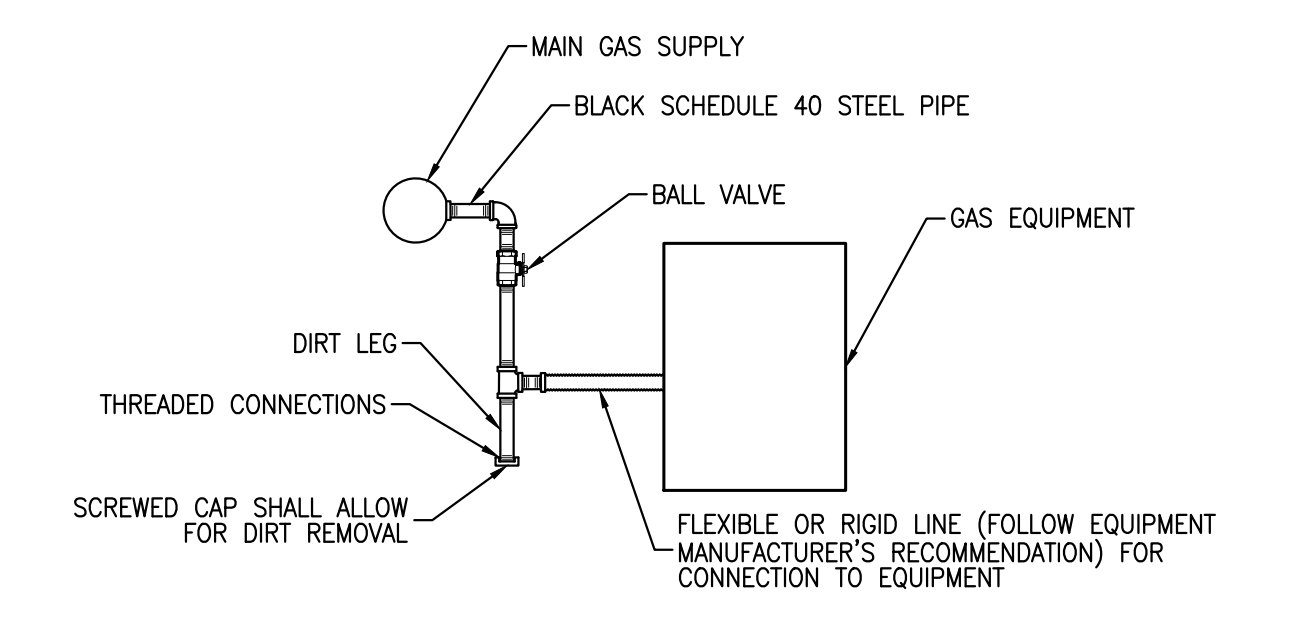 MAIN GAS SUPPLY
BLACK SCHEDULE 40 STEEL PIPE
BALL VALVE
GAS EQUIPMENT
DIRT LEG
THREADED CONNECTIONS
SCREWED CAP SHALL ALLOW
FOR DIRT REMOVAL
FLEXIBLE OR RIGID LINE (FOLLOW EQUIPMENT
MANUFACTURER'S RECOMMENDATION) FOR
CONNECTION TO EQUIPMENT